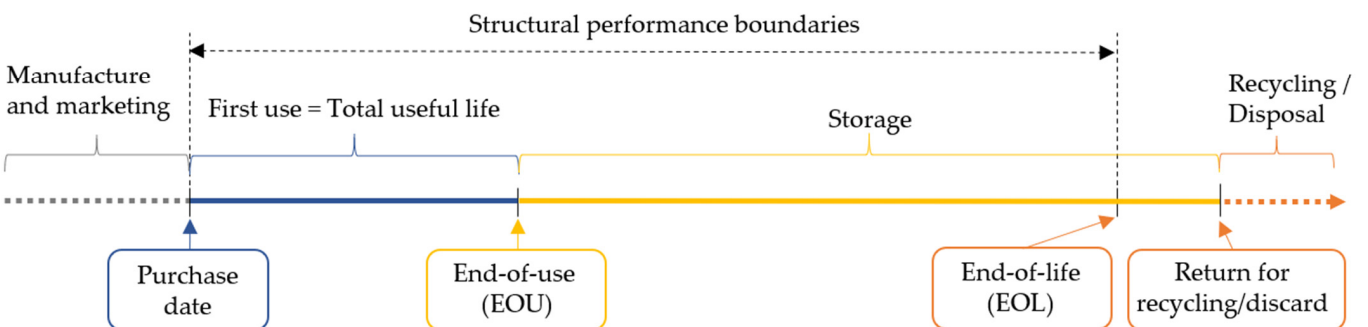 Structural performance boundaries
Manufacture
and marketing
First use = Total useful life
Storage
Recycling /
Disposal
Purchase
date
End-of-use
(EOU)
End-of-life
(EOL)
Return for
recycling/discard